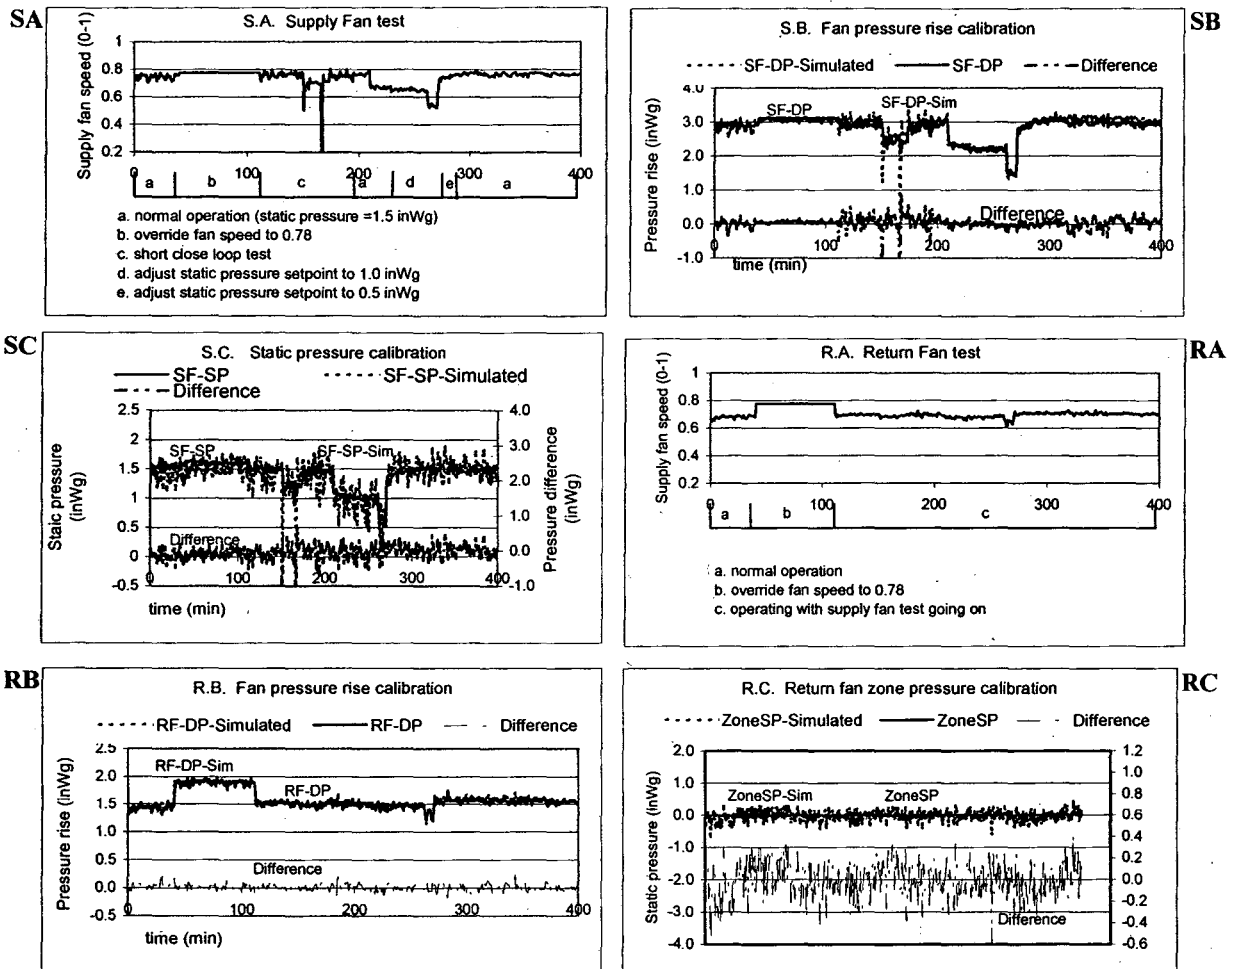 SA
S.A. Supply Fan test
Supply fan speed (0-1)
1
0.8
0.6
0.4
0.2
0 100 200 300 400
a b c a d e a
a. normal operation (static pressure =1.5 inWg)
b. override fan speed to 0.78
c. short close loop test
d. adjust static pressure setpoint to 1.0 inWg
e. adjust static pressure setpoint to 0.5 inWg
SB
S.B. Fan pressure rise calibration
SF-DP-Simulated SF-DP Difference
Pressure rise (inWg)
4.0
3.0
2.0
1.0
0.0
-1.0
SF-DP
SF-DP-Sim
Difference
0 100 200 300 400
time (min)
SC
S.C. Static pressure calibration
SF-SP SF-SP-Simulated
Difference
Staic pressure
(inWg)
2.5
2
1.5
1
0.5
0
-0.5
SF-SP
SF-SP-Sim
Difference
4.0
3.0
2.0
1.0
0.0
-1.0
Pressure difference
(inWg)
0 100 200 300 400
time (min)
RA
R.A. Return Fan test
Supply fan speed (0-1)
1
0.8
0.6
0.4
0.2
0 100 200 300 400
a b c
a. normal operation
b. override fan speed to 0.78
c. operating with supply fan test going on
RB
R.B. Fan pressure rise calibration
RF-DP-Simulated RF-DP Difference
Pressure rise (inWg)
2.5
2.0
1.5
1.0
0.5
0.0
-0.5
RF-DP-Sim
RF-DP
Difference
0 100 200 300 400
time (min)
RC
R.C. Return fan zone pressure calibration
ZoneSP-Simulated ZoneSP Difference
Static pressure (inWg)
2.0
1.0
0.0
-1.0
-2.0
-3.0
-4.0
ZoneSP-Sim
ZoneSP
Difference
1.2
1.0
0.8
0.6
0.4
0.2
0.0
-0.2
-0.4
-0.6